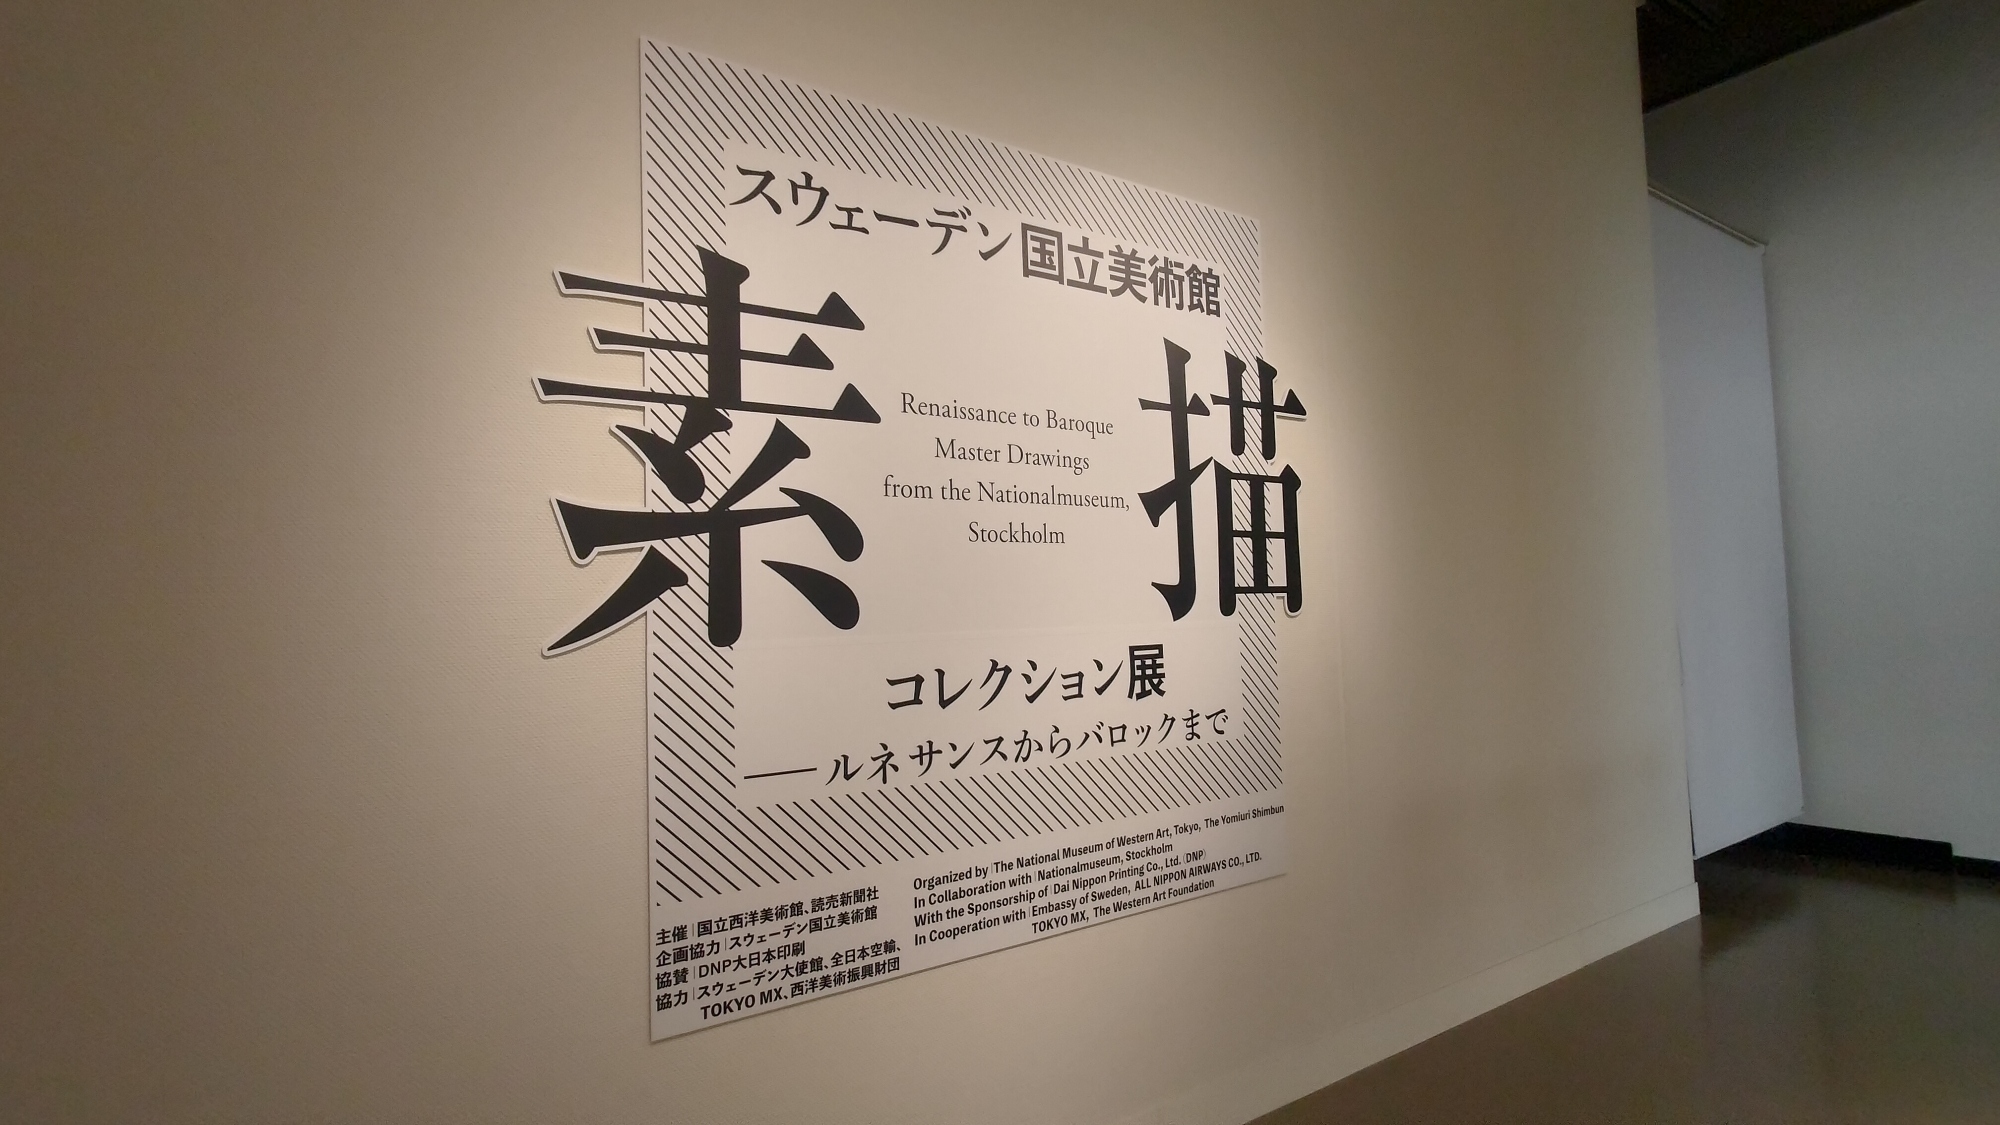 スウェーデン国立美術館
素描
Renaissance to Baroque
Master Drawings
from the Nationalmuseum,
Stockholm
コレクション展
――ルネサンスからバロックまで
主催|国立西洋美術館、読売新聞社
企画協力|スウェーデン国立美術館
協賛|DNP大日本印刷
協力|スウェーデン大使館、全日本空輸、
TOKYO MX、西洋美術振興財団
Organized by|The National Museum of Western Art, Tokyo, The Yomiuri Shimbun
In Collaboration with|Nationalmuseum, Stockholm
With the Sponsorship of|Dai Nippon Printing Co., Ltd. (DNP)
In Cooperation with|Embassy of Sweden, ALL NIPPON AIRWAYS CO., LTD.
TOKYO MX, The Western Art Foundation